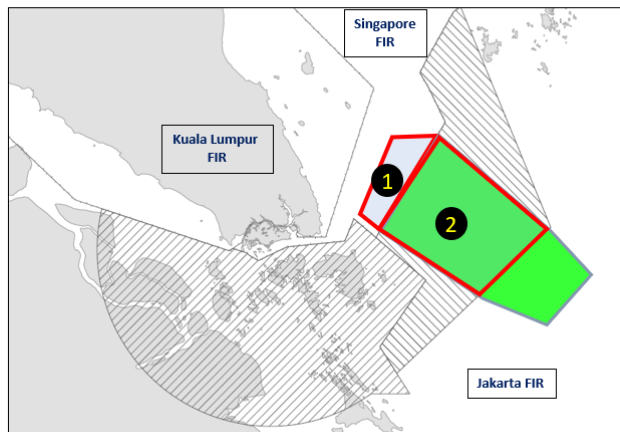 Singapore
FIR
Kuala Lumpur
FIR
1
2
Jakarta FIR